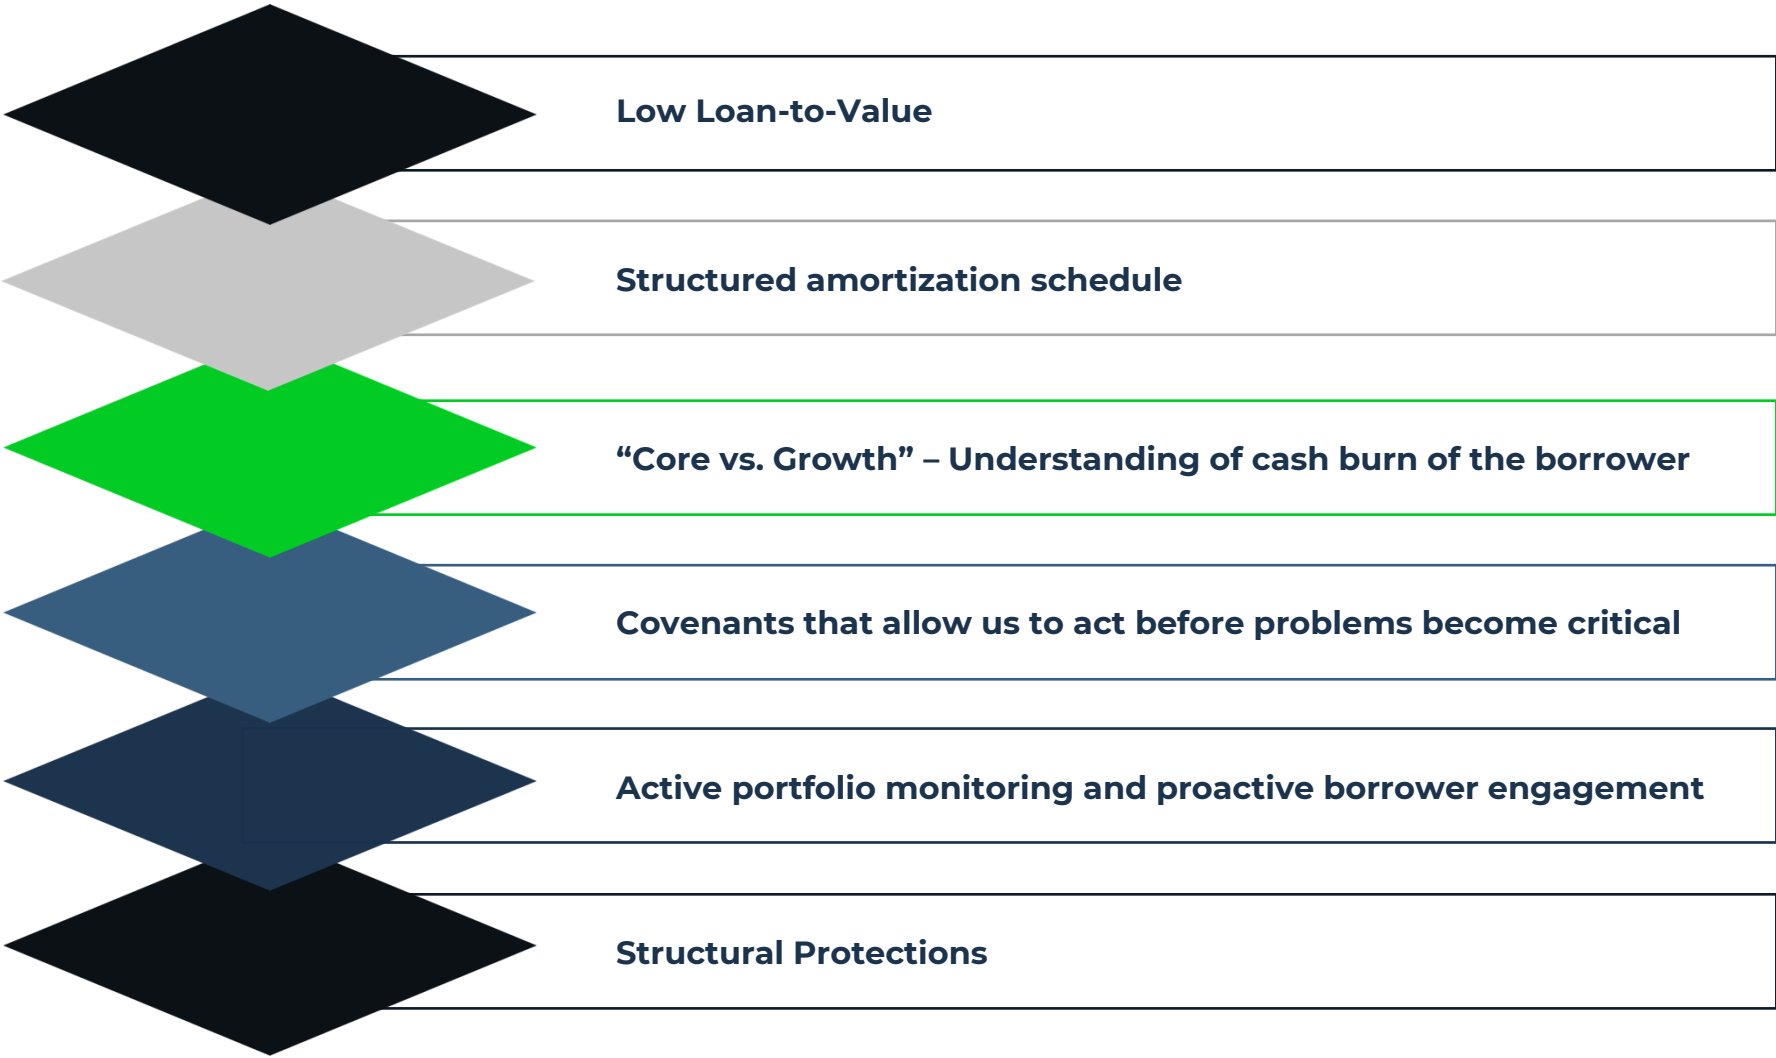 Low Loan-to-Value
Structured amortization schedule
“Core vs. Growth” – Understanding of cash burn of the borrower
Covenants that allow us to act before problems become critical
Active portfolio monitoring and proactive borrower engagement
Structural Protections